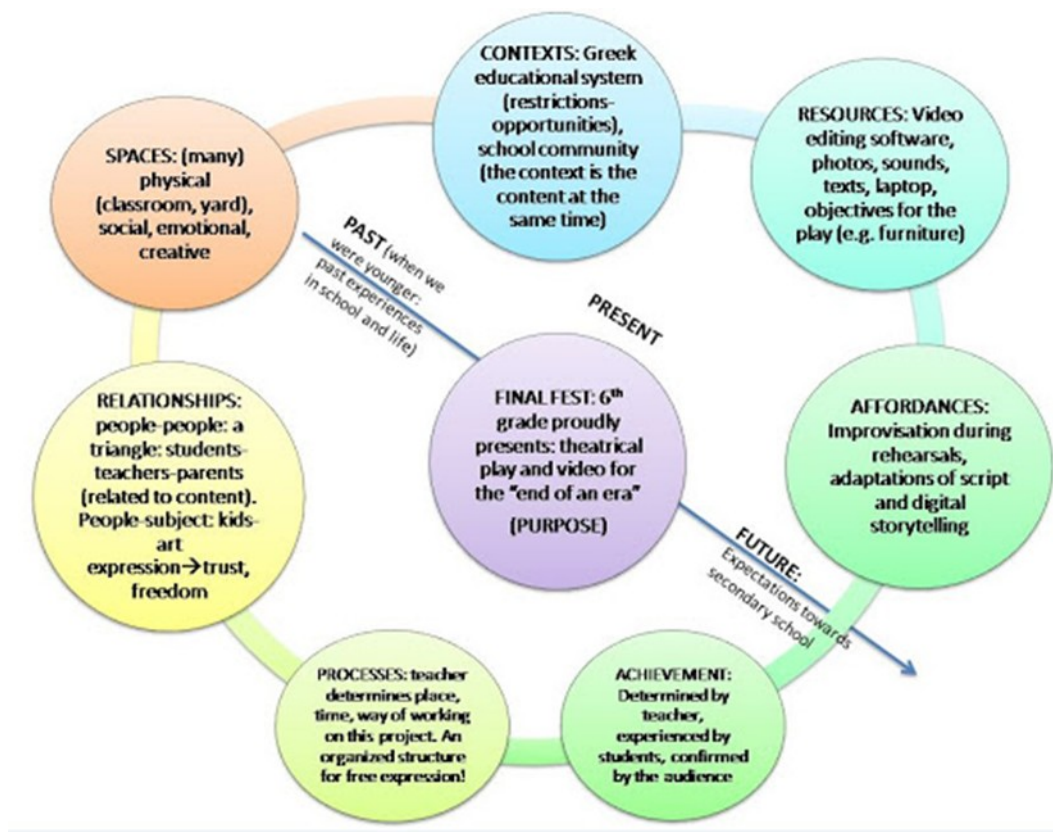 CONTEXTS: Greek
educational system
(restrictions-
opportunities),
school community
(the context is the
content at the
same time)
RESOURCES: Video
editing software,
photos, sounds,
texts, laptop,
objectives for the
play (e.g. furniture)
AFFORDANCES:
Improvisation during
rehearsals,
adaptations of script
and digital
storytelling
ACHIEVEMENT:
Determined by
teacher,
experienced by
students, confirmed
by the audience
PROCESSES: teacher
determines place,
time, way of working
on this project. An
organized structure
for free expression!
RELATIONSHIPS:
people-people: a
triangle: students-
teachers-parents
(related to content).
People-subject: kids-
art
expression→trust,
freedom
SPACES: (many)
physical
(classroom, yard),
social, emotional,
creative
PAST (when we
were younger:
past experiences
in school and life)
PRESENT
FINAL FEST: 6th
grade proudly
presents: theatrical
play and video for
the "end of an era"
(PURPOSE)
FUTURE:
Expectations towards
secondary school